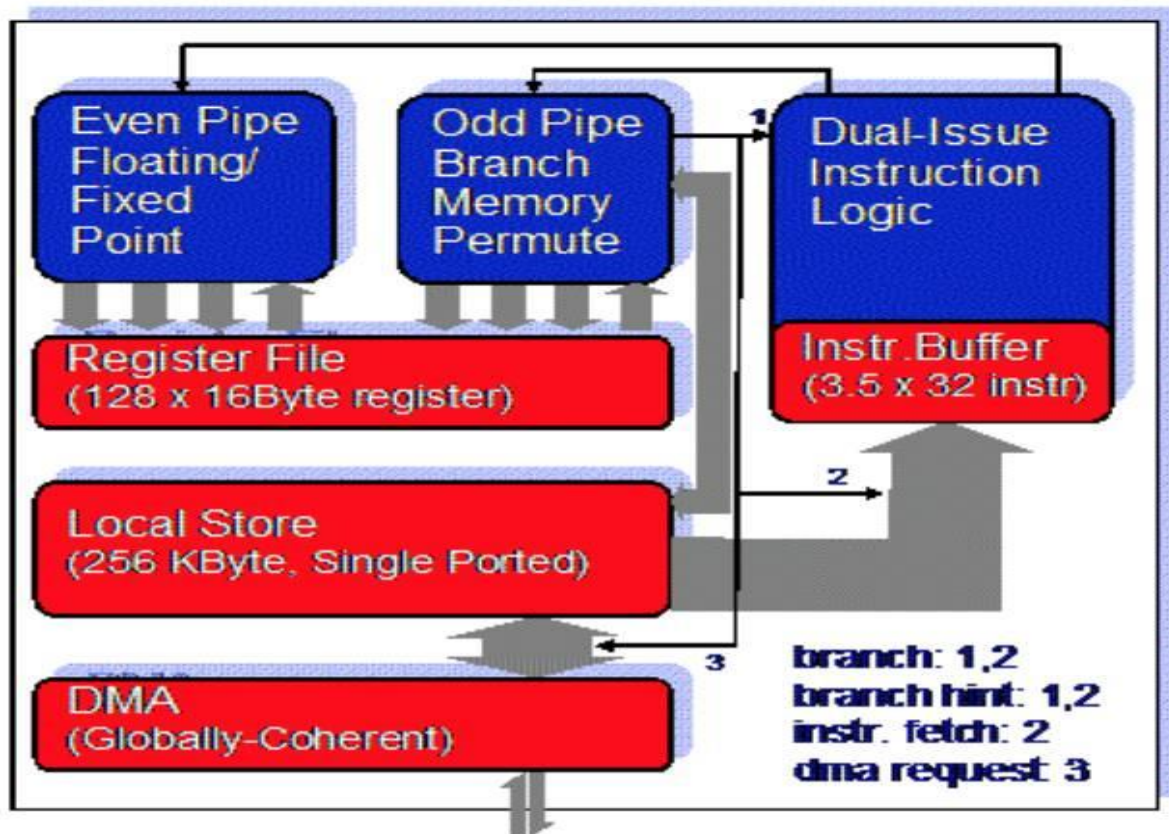 Even Pipe
Floating/
Fixed
Point
Odd Pipe
Branch
Memory
Permute
1
Dual-Issue
Instruction
Logic
Register File
(128 x 16Byte register)
Instr.Buffer
(3.5 x 32 instr)
Local Store
(256 KByte, Single Ported)
2
3
DMA
(Globally-Coherent)
branch: 1,2
branch hint: 1,2
instr. fetch: 2
dma request: 3